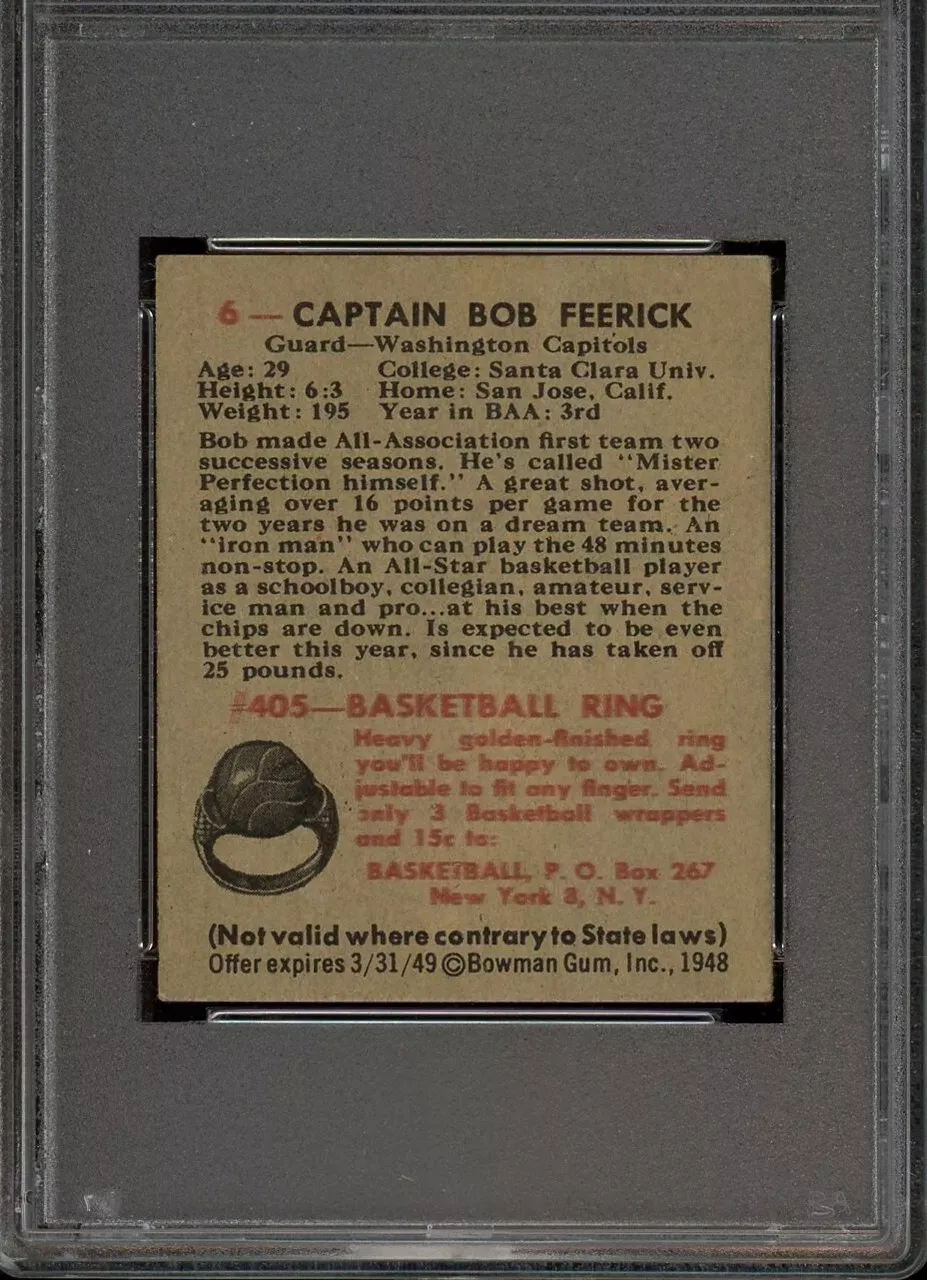 6 — CAPTAIN BOB FEERICK
Guard—Washington Capitols
Age: 29 College: Santa Clara Univ.
Height: 6:3 Home: San Jose, Calif.
Weight: 195 Year in BAA: 3rd
Bob made All-Association first team two
successive seasons. He's called "Mister
Perfection himself." A great shot, aver-
aging over 16 points per game for the
two years he was on a dream team. An
"iron man" who can play the 48 minutes
non-stop. An All-Star basketball player
as a schoolboy, collegian, amateur, serv-
ice man and pro...at his best when the
chips are down. Is expected to be even
better this year, since he has taken off
25 pounds.
#405—BASKETBALL RING
Heavy golden-finished ring
you'll be happy to own. Ad-
justable to fit any finger. Send
only 3 Basketball wrappers
and 15c to:
BASKETBALL, P. O. Box 267
New York 8, N. Y.
(Not valid where contrary to State laws)
Offer expires 3/31/49 ©Bowman Gum, Inc., 1948